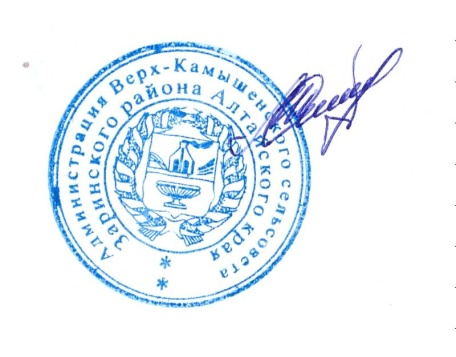 Администрация Верх-Камышенского сельсовета
Заринского района Алтайского края